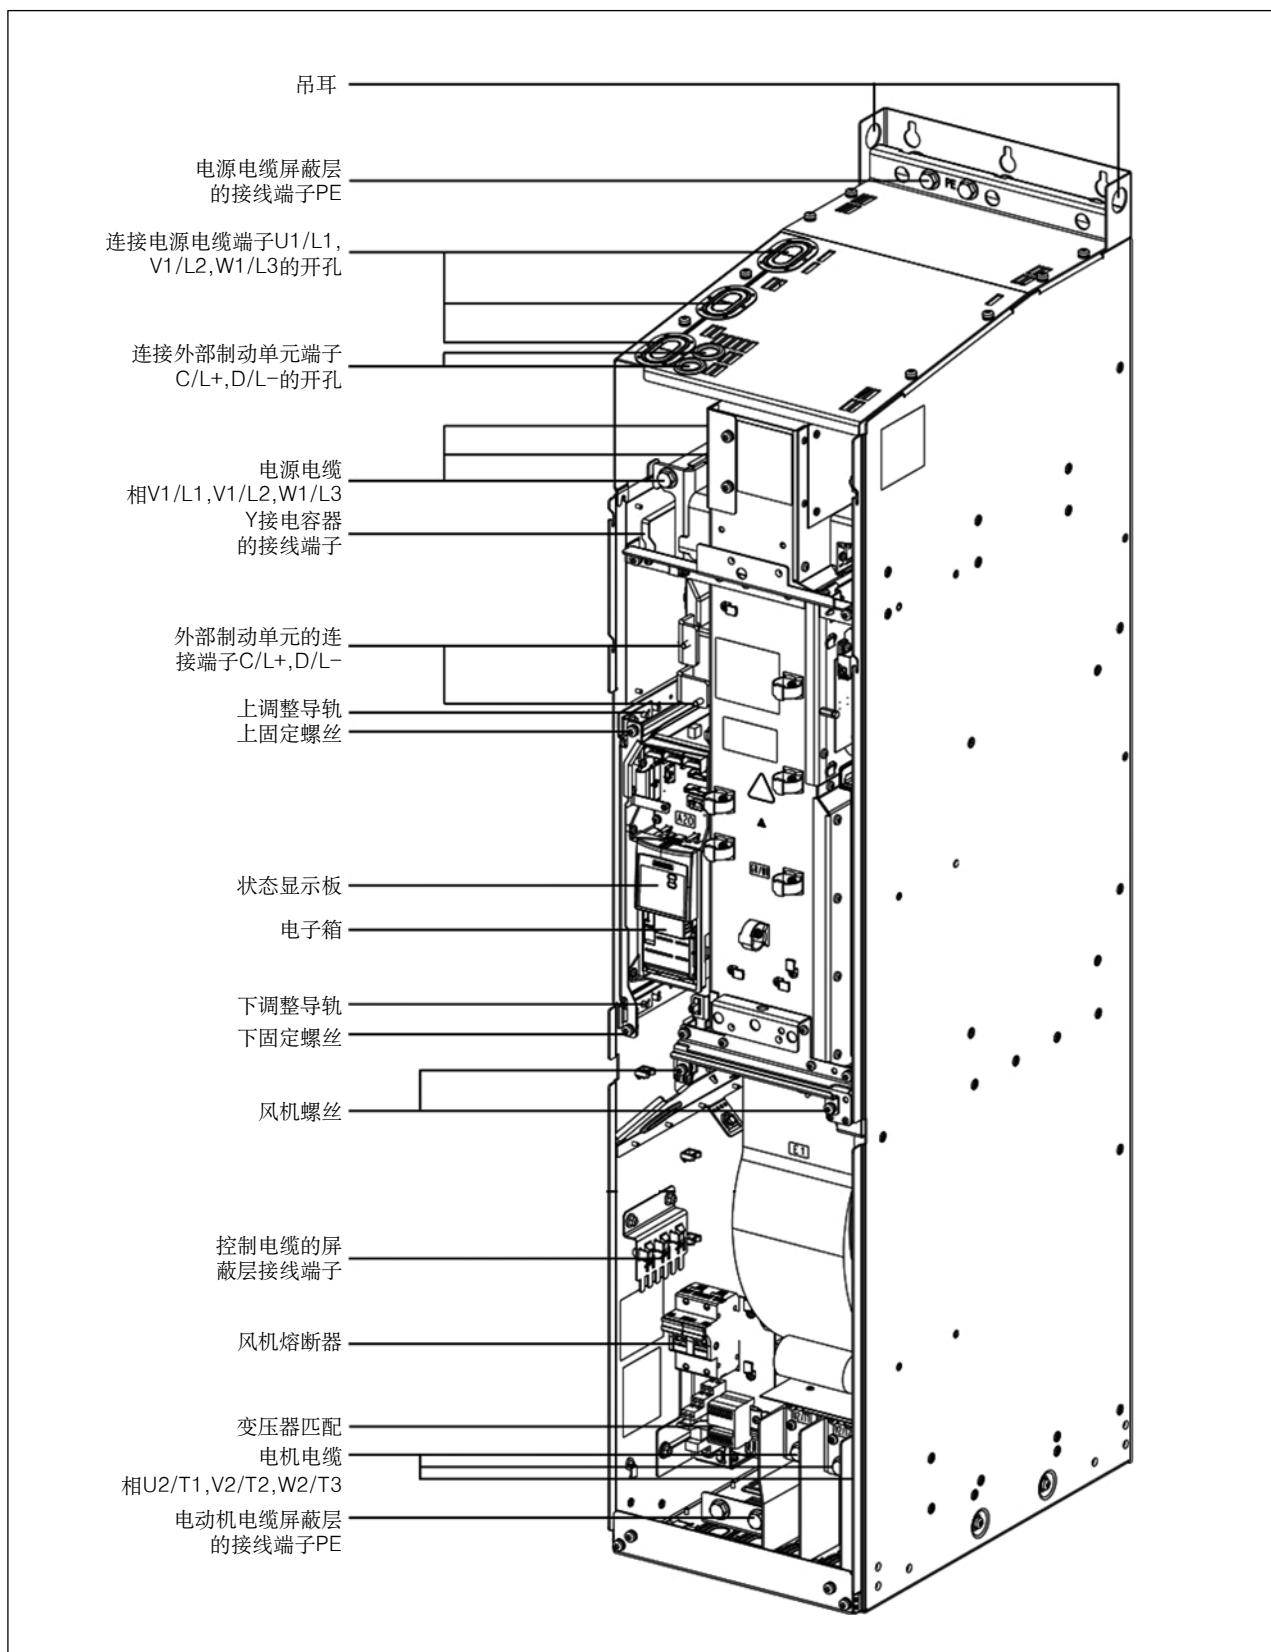 吊耳
电源电缆屏蔽层
的接线端子PE
PE
连接电源电缆端子U1/L1,
V1/L2,W1/L3的开孔
连接外部制动单元端子
C/L+,D/L-的开孔
电源电缆
相V1/L1,V1/L2,W1/L3
Y接电容器
的接线端子
外部制动单元的连
接端子C/L+,D/L-
上调整导轨
上固定螺丝
A20
状态显示板
电子箱
下调整导轨
下固定螺丝
风机螺丝
E1
控制电缆的屏
蔽层接线端子
风机熔断器
变压器匹配
电机电缆
相U2/T1,V2/T2,W2/T3
电动机电缆屏蔽层
的接线端子PE